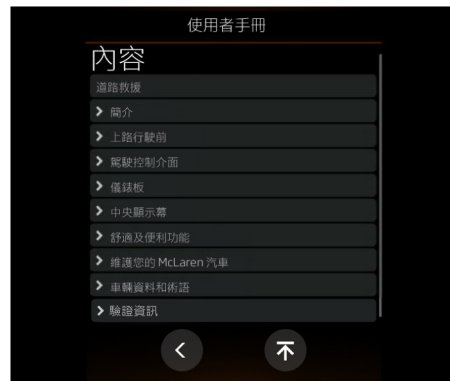 使用者手冊
內容
道路救援
簡介
上路行駛前
駕駛控制介面
儀錶板
中央顯示幕
舒適及便利功能
維護您的 McLaren 汽車
車輛資料和術語
驗證資訊